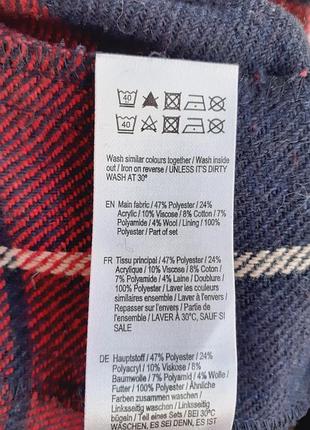 40
40
Wash similar colours together / Wash inside
out / Iron on reverse / UNLESS IT'S DIRTY
WASH AT 30°
EN Main fabric / 47% Polyester / 24%
Acrylic / 10% Viscose / 8% Cotton / 7%
Polyamide / 4% Wool / Lining / 100%
Polyester / Part of set
FR Tissu principal / 47% Polyester / 24%
Acrylique / 10% Viscose / 8% Coton / 7%
Polyamide / 4% Laine / Doublure / 100%
Polyester / Laver les couleurs
similaires ensemble / Laver à l'envers /
Repasser sur l'envers / Partie de
l'ensemble / LAVER À 30°C, SAUF SI
SALE
DE Hauptstoff / 47% Polyester / 24%
Polyacryl / 10% Viskose / 8%
Baumwolle / 7% Polyamid / 4% Wolle /
Futter / 100% Polyester / Ähnliche
Farben zusammen waschen /
Linksseitig waschen / Linksseitig
bügeln / Teil eines Sets / BEI 30°C
WASCHEN